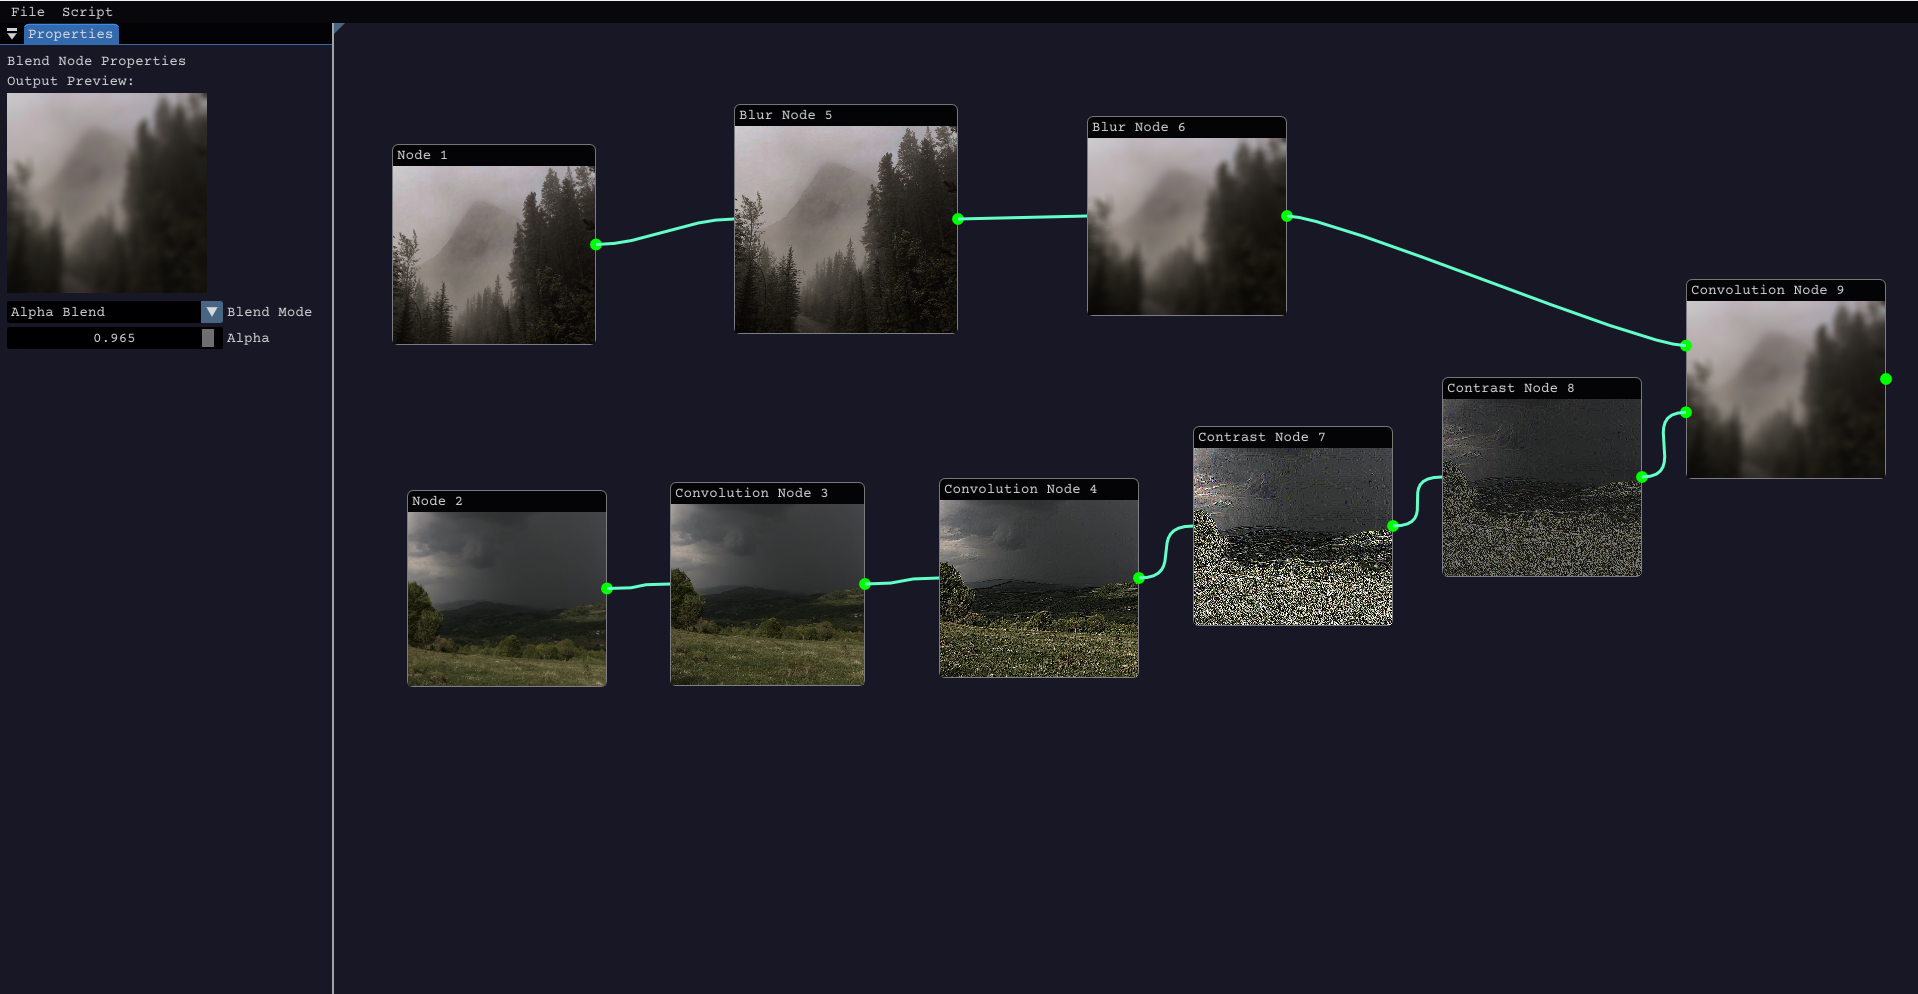 File Script
Properties
Blend Node Properties
Output Preview:
Alpha Blend Blend Mode
0.965 Alpha
Node 1
Blur Node 5
Blur Node 6
Convolution Node 9
Contrast Node 8
Contrast Node 7
Node 2
Convolution Node 3
Convolution Node 4